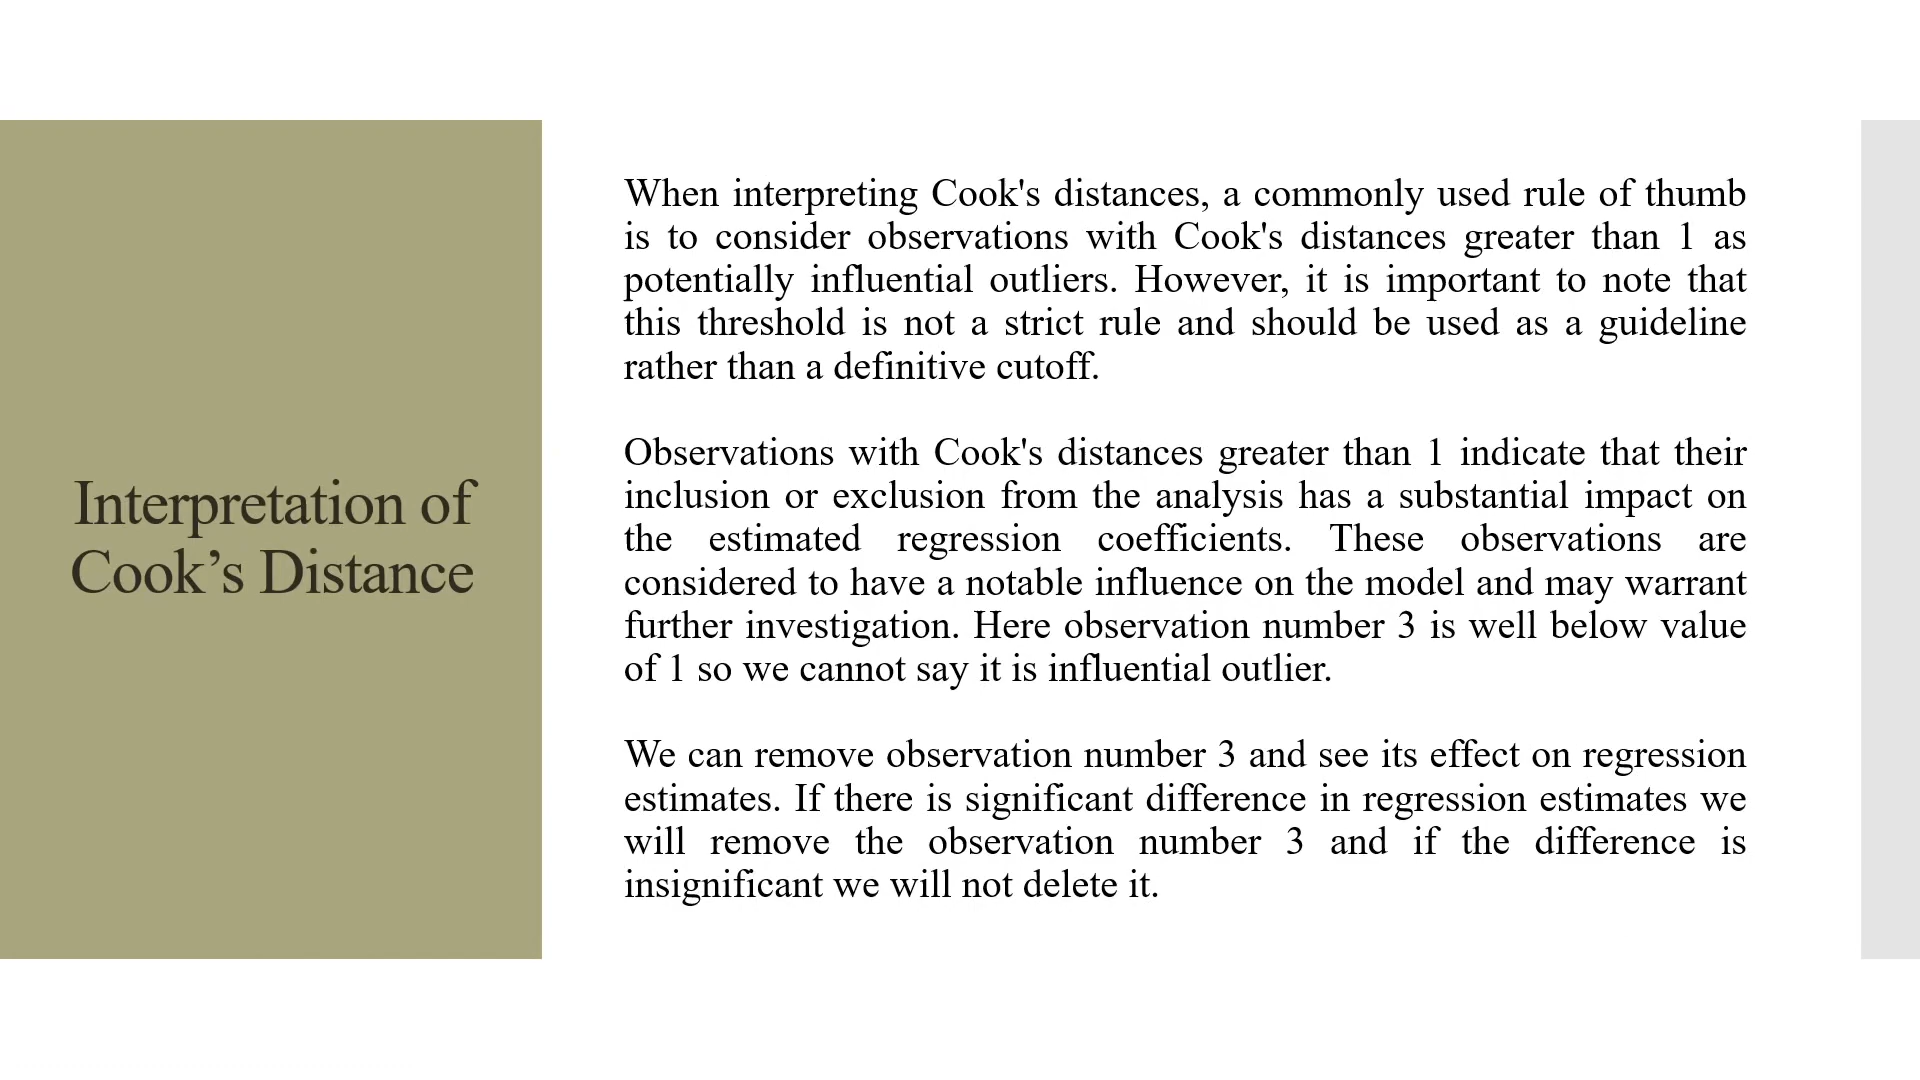 Interpretation of
Cook’s Distance
When interpreting Cook's distances, a commonly used rule of thumb
is to consider observations with Cook's distances greater than 1 as
potentially influential outliers. However, it is important to note that
this threshold is not a strict rule and should be used as a guideline
rather than a definitive cutoff.
Observations with Cook's distances greater than 1 indicate that their
inclusion or exclusion from the analysis has a substantial impact on
the estimated regression coefficients. These observations are
considered to have a notable influence on the model and may warrant
further investigation. Here observation number 3 is well below value
of 1 so we cannot say it is influential outlier.
We can remove observation number 3 and see its effect on regression
estimates. If there is significant difference in regression estimates we
will remove the observation number 3 and if the difference is
insignificant we will not delete it.